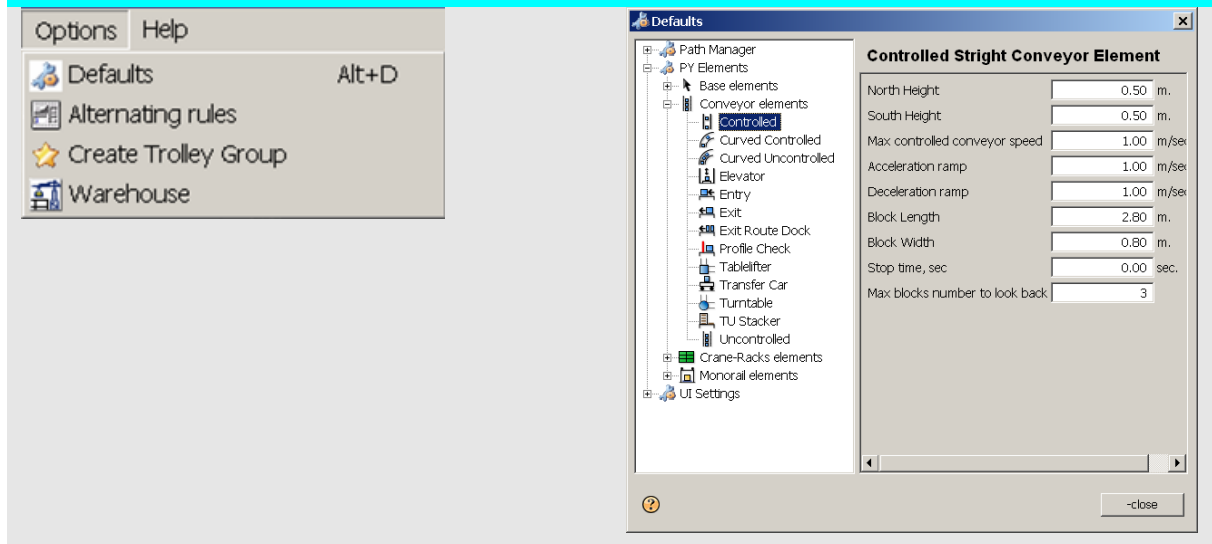 Options Help
Defaults Alt+D
Alternating rules
Create Trolley Group
Warehouse
Defaults
Path Manager
PY Elements
Base elements
Conveyor elements
Controlled
Curved Controlled
Curved Uncontrolled
Elevator
Entry
Exit
Exit Route Dock
Profile Check
Tablelifter
Transfer Car
Turntable
TU Stacker
Uncontrolled
Crane-Racks elements
Monorail elements
UI Settings
Controlled Stright Conveyor Element
North Height 0.50 m.
South Height 0.50 m.
Max controlled conveyor speed 1.00 m/sec
Acceleration ramp 1.00 m/sec
Deceleration ramp 1.00 m/sec
Block Length 2.80 m.
Block Width 0.80 m.
Stop time, sec 0.00 sec.
Max blocks number to look back 3
-close